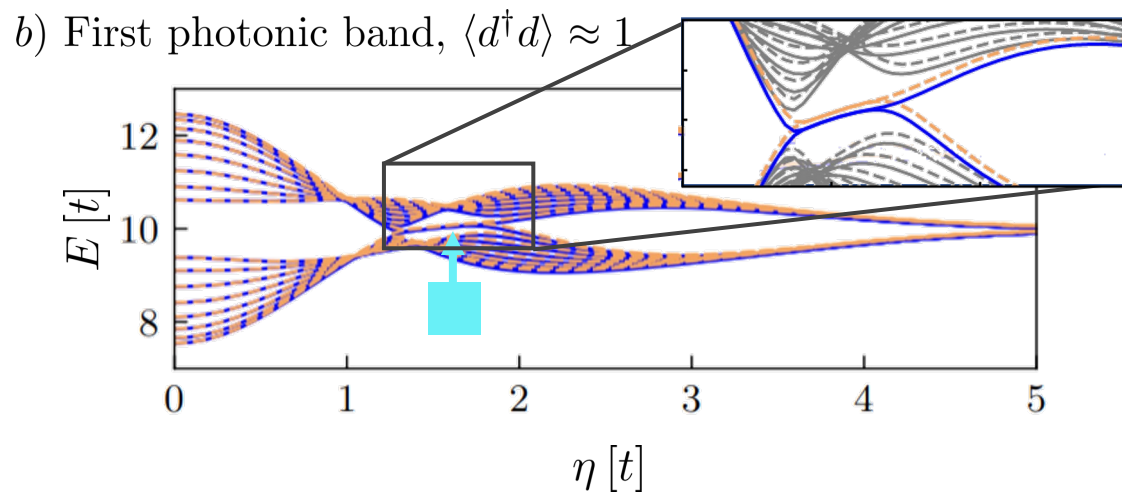 b) First photonic band, ⟨d†d⟩ ≈ 1
12
10
8
E [t]
0 1 2 3 4 5
η [t]